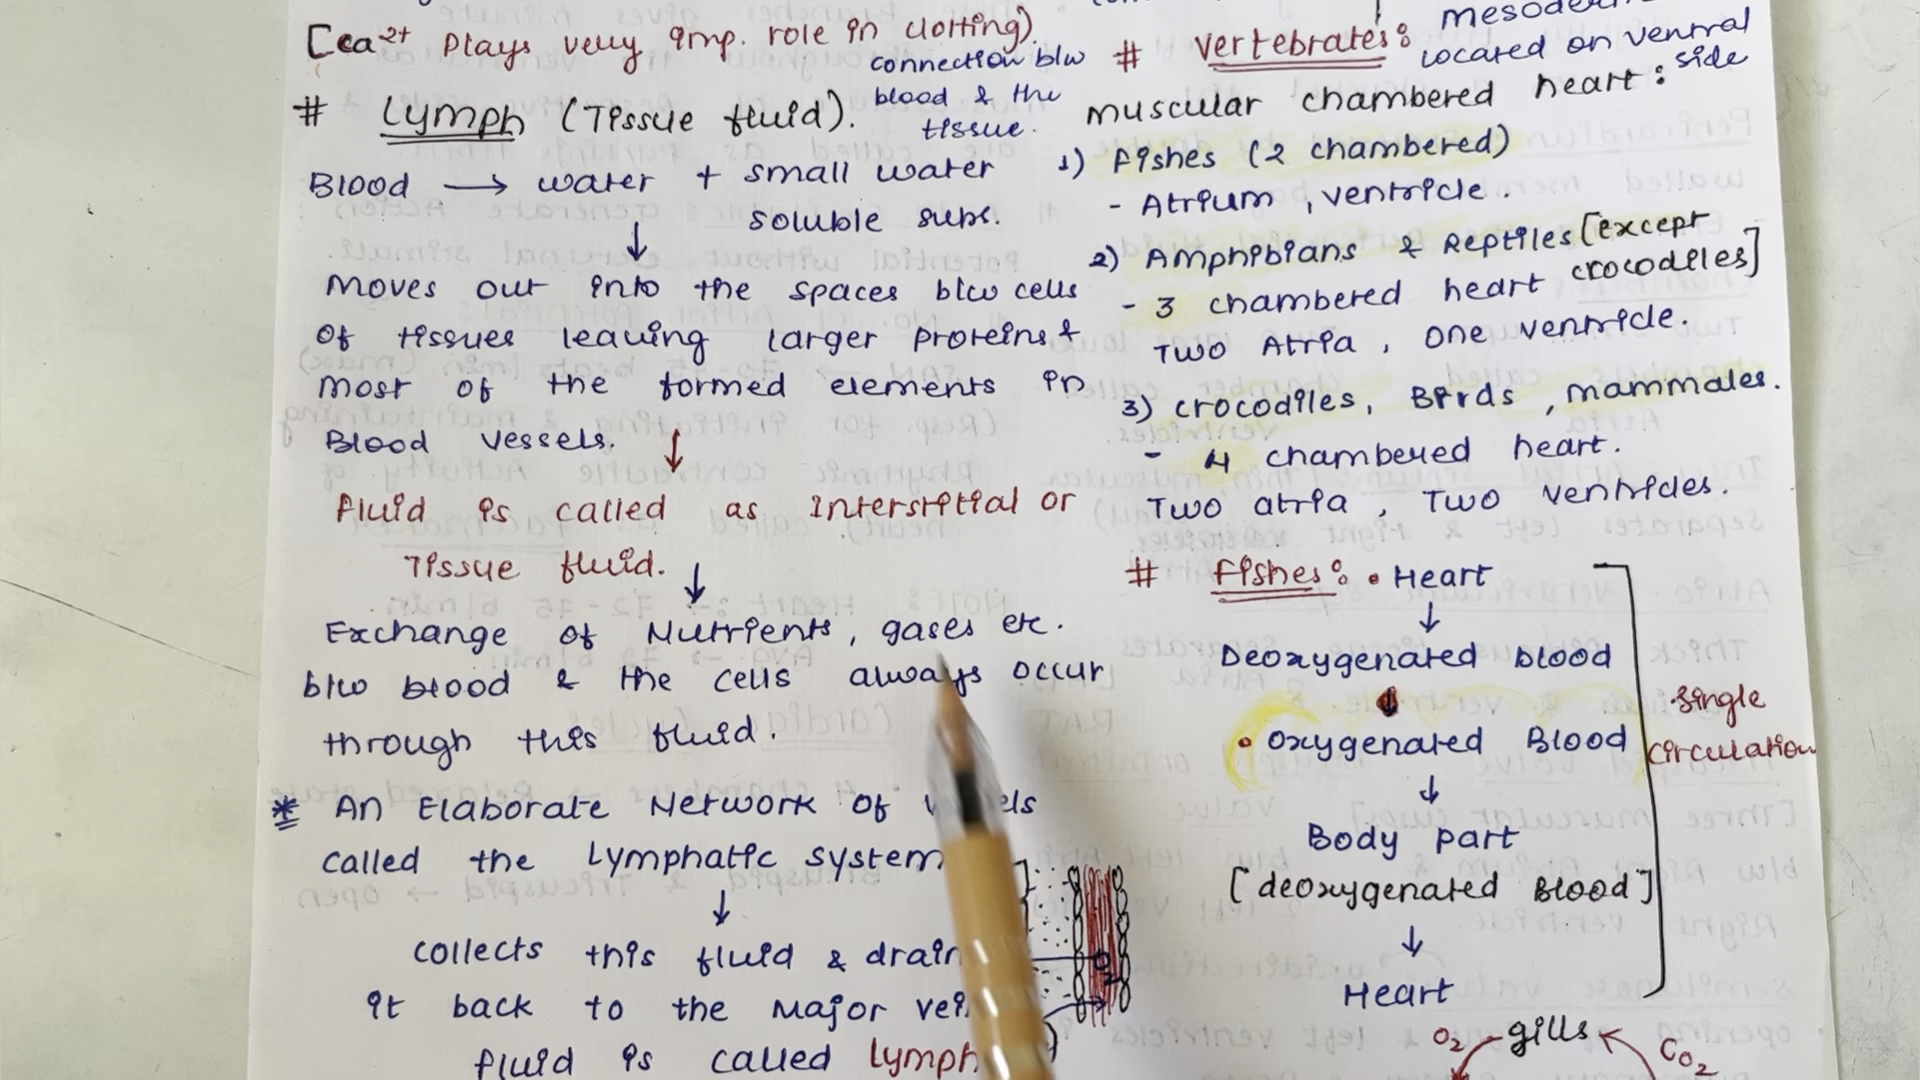 [Ca2+ Plays very imp. role in clotting).
connection b/w
blood & the
tissue.
# Lymph (Tissue fluid).
Blood → water + small water
soluble subs.
↓
moves out into the spaces b/w cells
of tissues leaving larger proteins &
most of the formed elements in
Blood vessels. ↓
fluid is called as Interstitial or
Tissue fluid. ↓
Exchange of Nutrients, gases etc.
b/w blood & the cells always occur
through this fluid.
* An Elaborate Network of
called the Lymphatic system
↓
collects this fluid & drain
it back to the Major
fluid is called lymph
# Vertebrates:
located on ventral
side
muscular chambered heart:
1) Fishes (2 chambered)
- Atrium, ventricle.
2) Amphibians & Reptiles [except
crocodiles]
- 3 chambered heart
Two Atria, One ventricle.
3) crocodiles, Birds, mammales.
- 4 chambered heart.
Two atria, Two ventricles.
# Fishes: • Heart
↓
Deoxygenated blood
↓
• Oxygenated Blood
↓
Body part
[deoxygenated Blood]
↓
Heart
single
circulation
O2 gills CO2